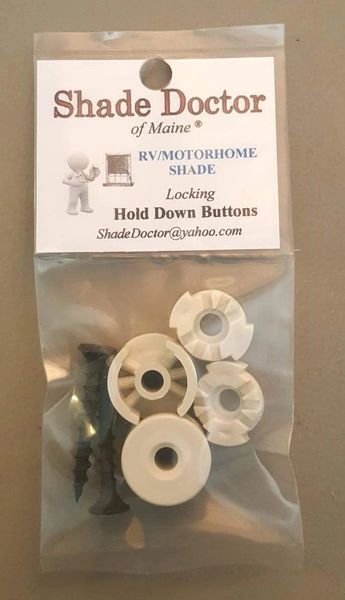 Shade Doctor
of Maine ®
RV/MOTORHOME
SHADE
Locking
Hold Down Buttons
ShadeDoctor@yahoo.com